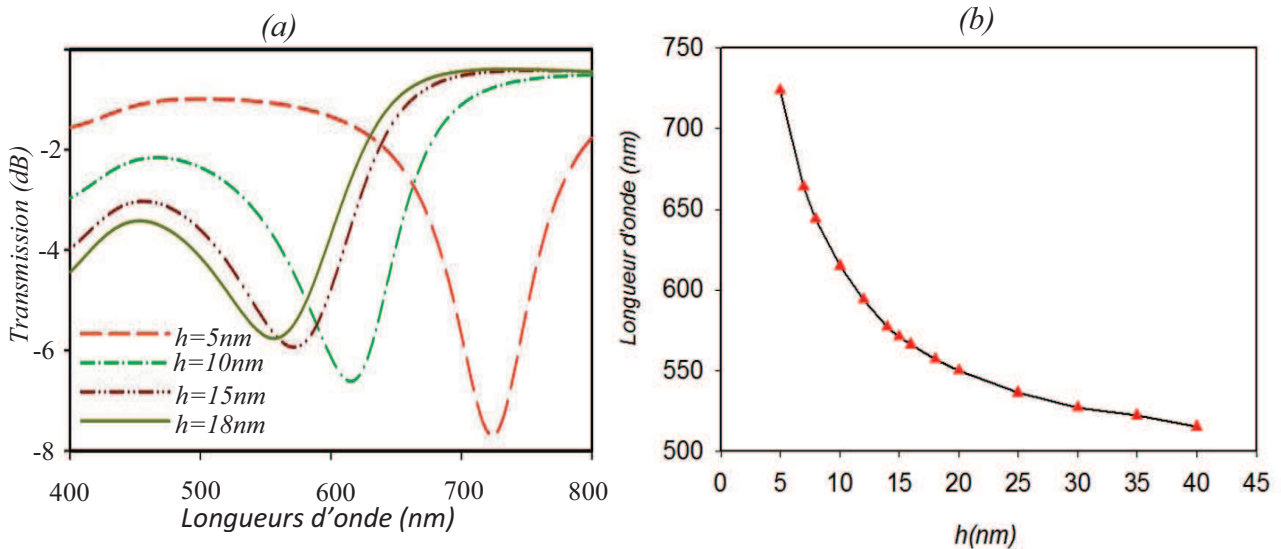 (a)
Transmission (dB)
-2
-4
-6
-8
h=5nm
h=10nm
h=15nm
h=18nm
400 500 600 700 800
Longueurs d'onde (nm)
(b)
Longueur d'onde (nm)
750
700
650
600
550
500
0 5 10 15 20 25 30 35 40 45
h(nm)